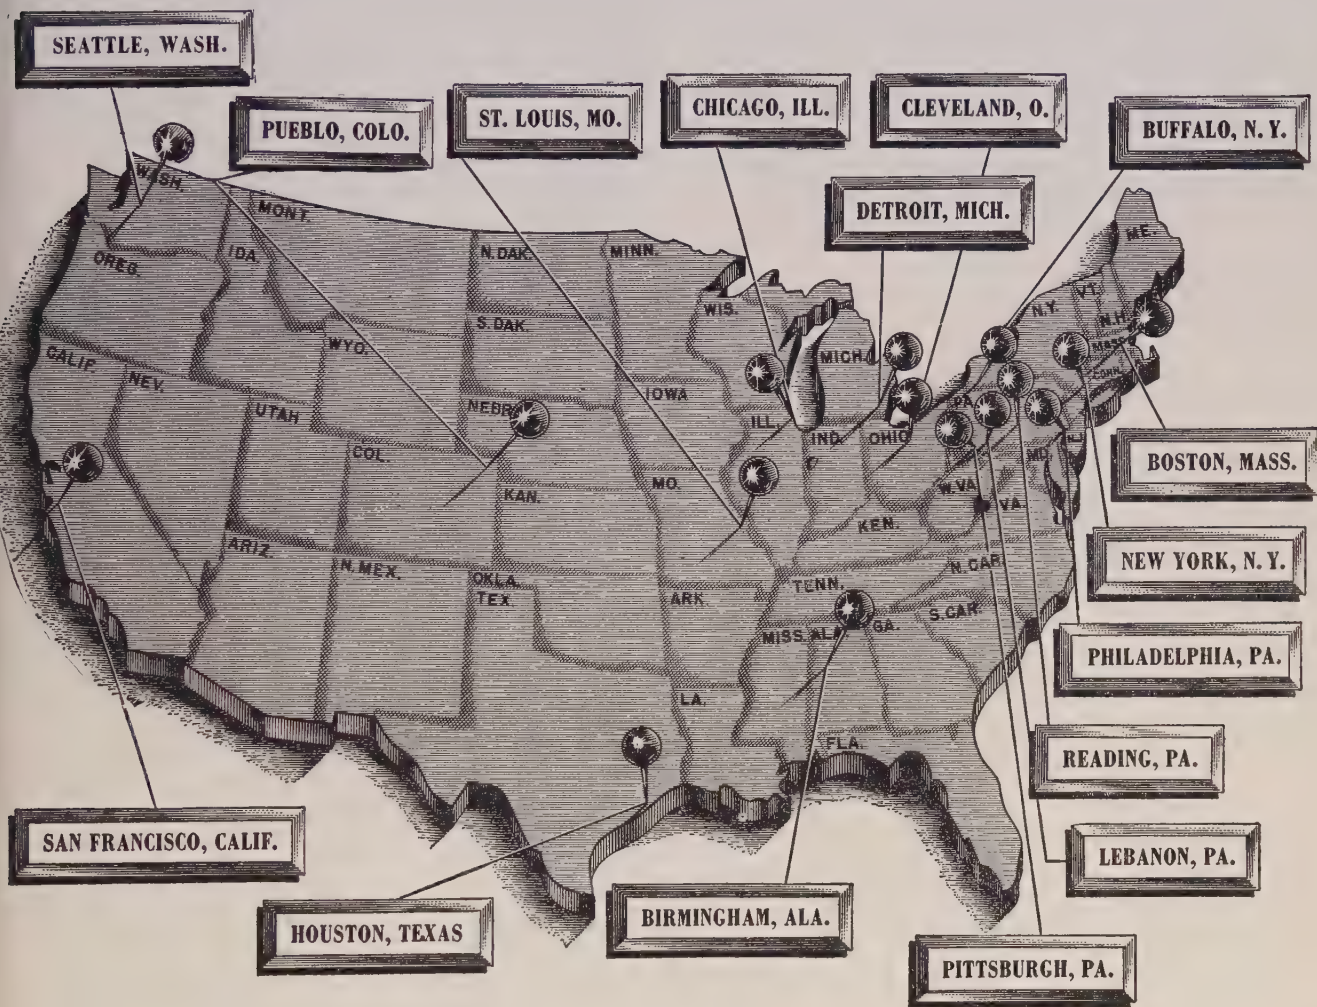 SEATTLE, WASH.
PUEBLO, COLO.
ST. LOUIS, MO.
CHICAGO, ILL.
CLEVELAND, O.
BUFFALO, N. Y.
DETROIT, MICH.
WASH.
MONT.
OREG.
IDA.
N. DAK.
MINN.
ME.
S. DAK.
WIS.
N.Y.
VT.
N.H.
CALIF.
NEV.
WYO.
MICH.
MASS.
CONN.
UTAH
NEBR.
IOWA
ILL.
IND.
OHIO
PA.
COL.
KAN.
MO.
MD.
W.VA.
VA.
BOSTON, MASS.
KEN.
ARIZ.
N. MEX.
OKLA.
TEX.
ARK.
TENN.
N. CAR.
S. CAR.
NEW YORK, N. Y.
MISS.
ALA.
GA.
PHILADELPHIA, PA.
LA.
FLA.
READING, PA.
SAN FRANCISCO, CALIF.
LEBANON, PA.
HOUSTON, TEXAS
BIRMINGHAM, ALA.
PITTSBURGH, PA.